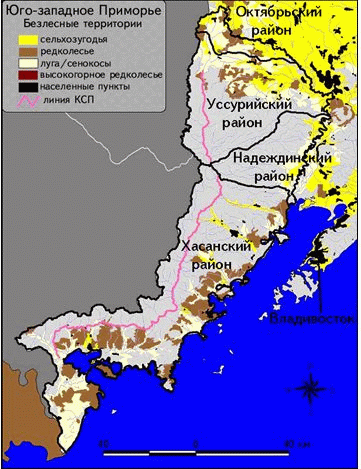 Юго-западное Приморье
Безлесные территории
сельхозугодья
редколесье
луга/сенокосы
высокогорное редколесье
населенные пункты
линия КСП
Октябрьский
район
Уссурийский
район
Надеждинский
район
Хасанский
район
Владивосток
40
0
40 км